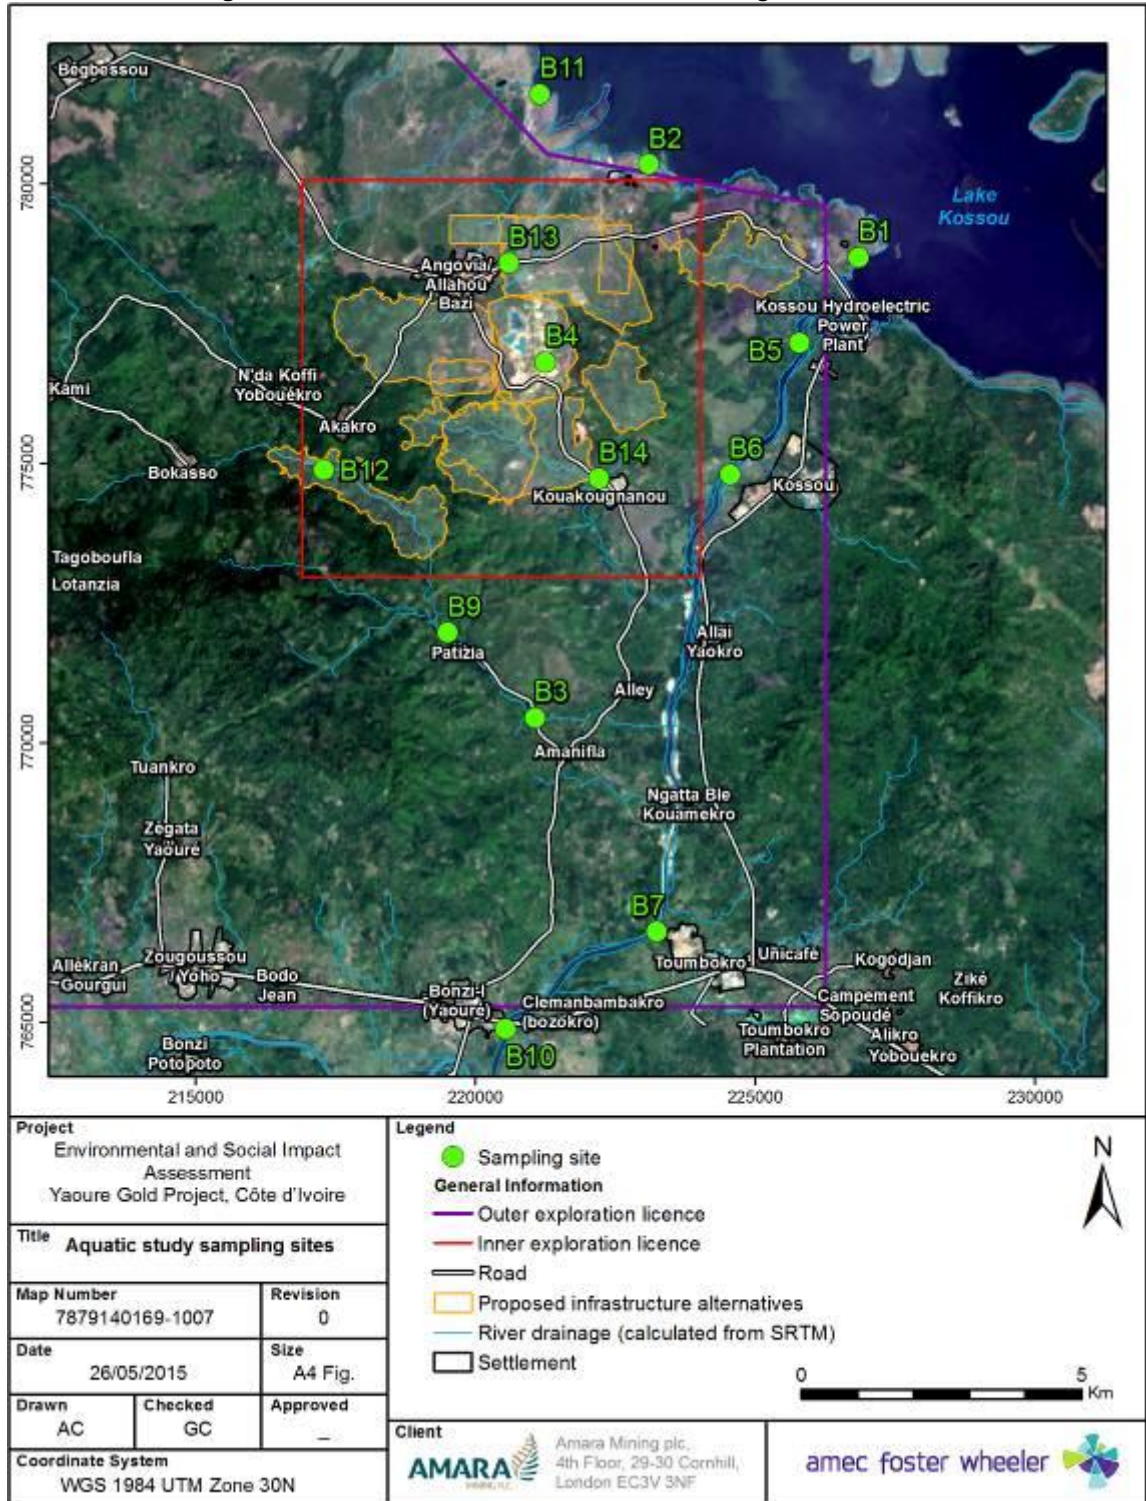 Begbessou
B11
B2
780000
Lake
Kossou
B13
B1
Angovia/
Allahou
Bazi
Kossou Hydroelectric
Power
Plant
B4
B5
Kami
N'da Koffi
Yobouékro
Akakro
775000
Bokasso
B12
B14
B6
Kouakougnanou
Kossou
Tagoboufla
Lotanzia
B9
Patizia
Allai
Yaokro
Alley
B3
Amanifla
770000
Tuankro
Ngatta Ble
Kouamekro
Zegata
Yaoure
B7
Allékran
Gourgui
Zougoussou
Yoho
Bodo
Jean
Toumbokro
Unicafé
Kogodjan
Ziké
Koffikro
Bonzi-I
(Yaoure)
Clemanbambakro
(bozokro)
Campement
Sopoudé
765000
B10
Bonzi
Potopoto
Toumbokro
Plantation
Alikro
Yobouekro
215000
220000
225000
230000
Project
Environmental and Social Impact
Assessment
Yaoure Gold Project, Côte d'Ivoire
Title Aquatic study sampling sites
Map Number
7879140169-1007
Revision
0
Date
26/05/2015
Size
A4 Fig.
Drawn
AC
Checked
GC
Approved
_
Coordinate System
WGS 1984 UTM Zone 30N
Legend
Sampling site
General Information
Outer exploration licence
Inner exploration licence
Road
Proposed infrastructure alternatives
River drainage (calculated from SRTM)
Settlement
N
0 5
Km
Client
AMARA
MINING PLC
Amara Mining plc,
4th Floor, 29-30 Cornhill,
London EC3V 3NF
amec foster wheeler